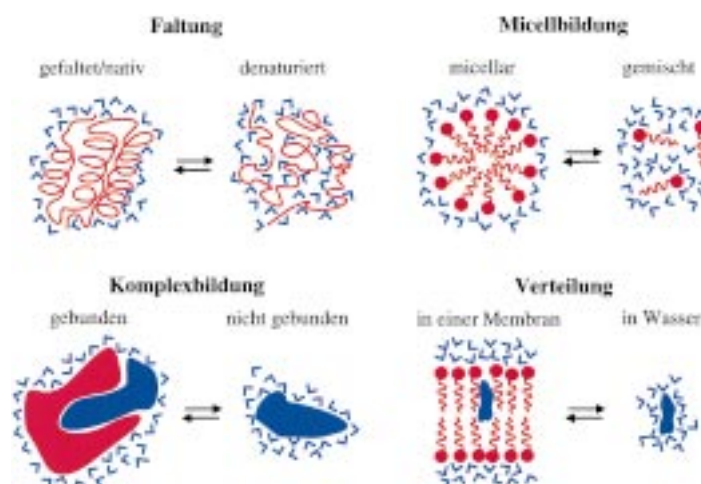 Faltung
gefaltet/nativ denaturiert
Micellbildung
micellar gemischt
Komplexbildung
gebunden nicht gebunden
Verteilung
in einer Membran in Wasser